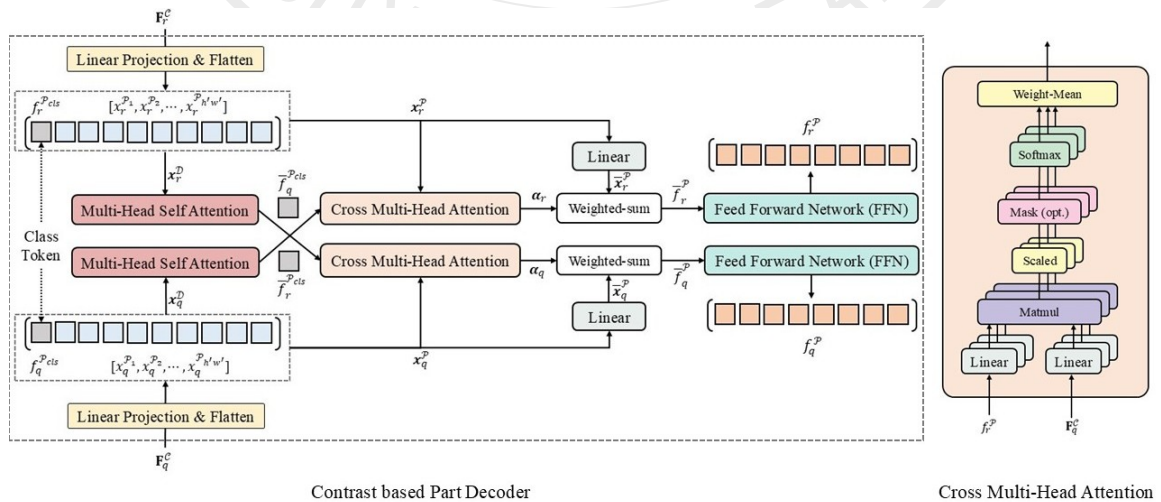 𝐅_r^𝒞
Linear Projection & Flatten
f_r^{𝒫_cls} [x_r^{𝒫_1}, x_r^{𝒫_2}, ⋯, x_r^{𝒫_{h'w'}}]
𝒙_r^𝒫
f_r^𝒫
Linear
𝒙_r^𝒟
f̅_q^{𝒫_cls}
x̅_r^𝒫
Multi-Head Self Attention
Cross Multi-Head Attention
𝜶_r
Weighted-sum
f̅_r^𝒫
Feed Forward Network (FFN)
Class
Token
Multi-Head Self Attention
f̅_r^{𝒫_cls}
Cross Multi-Head Attention
𝜶_q
Weighted-sum
f̅_q^𝒫
Feed Forward Network (FFN)
𝒙_q^𝒟
x̅_q^𝒫
Linear
f_q^{𝒫_cls} [x_q^{𝒫_1}, x_q^{𝒫_2}, ⋯, x_q^{𝒫_{h'w'}}]
𝒙_q^𝒫
f_q^𝒫
Linear Projection & Flatten
𝐅_q^𝒞
Contrast based Part Decoder
Weight-Mean
Softmax
Mask (opt.)
Scaled
Matmul
Linear Linear
f_r^𝒫 𝐅_q^𝒞
Cross Multi-Head Attention